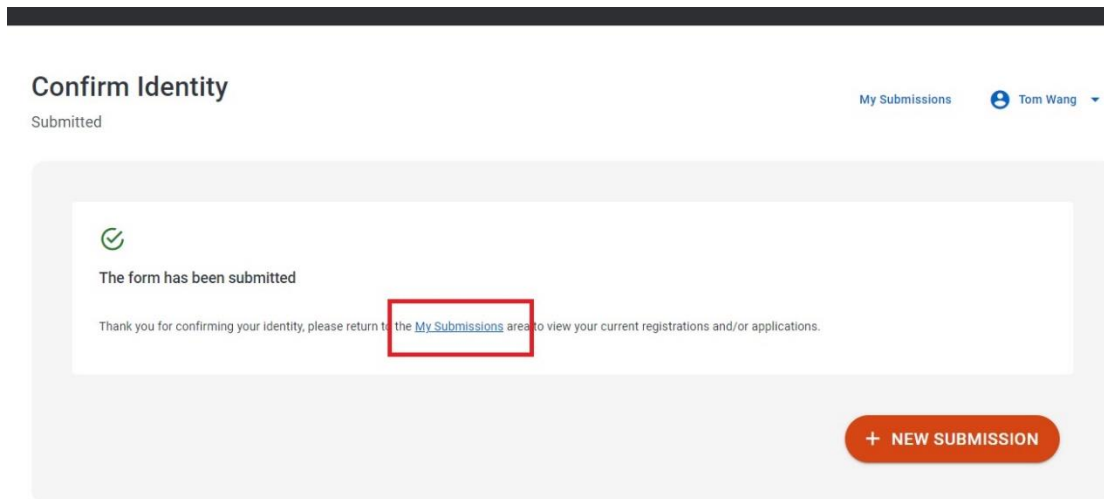 Confirm Identity
Submitted
My Submissions
Tom Wang
The form has been submitted
Thank you for confirming your identity, please return to the My Submissions area to view your current registrations and/or applications.
+ NEW SUBMISSION